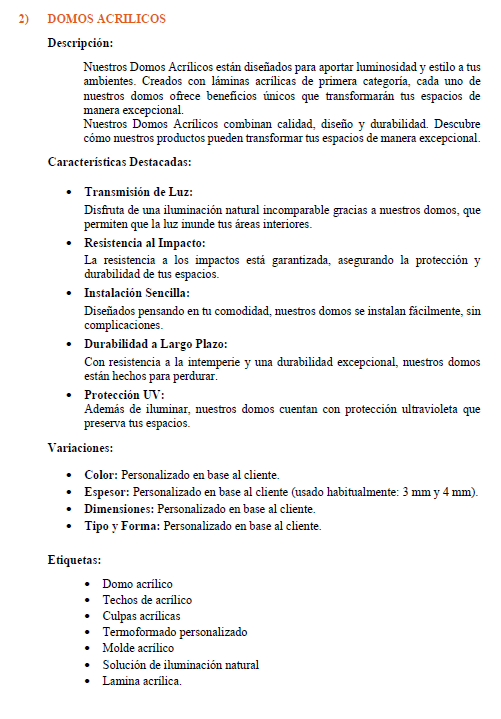 2) DOMOS ACRILICOS
Descripción:
Nuestros Domos Acrílicos están diseñados para aportar luminosidad y estilo a tus
ambientes. Creados con láminas acrílicas de primera categoría, cada uno de
nuestros domos ofrece beneficios únicos que transformarán tus espacios de
manera excepcional.
Nuestros Domos Acrílicos combinan calidad, diseño y durabilidad. Descubre
cómo nuestros productos pueden transformar tus espacios de manera excepcional.
Características Destacadas:
• Transmisión de Luz:
Disfruta de una iluminación natural incomparable gracias a nuestros domos, que
permiten que la luz inunde tus áreas interiores.
• Resistencia al Impacto:
La resistencia a los impactos está garantizada, asegurando la protección y
durabilidad de tus espacios.
• Instalación Sencilla:
Diseñados pensando en tu comodidad, nuestros domos se instalan fácilmente, sin
complicaciones.
• Durabilidad a Largo Plazo:
Con resistencia a la intemperie y una durabilidad excepcional, nuestros domos
están hechos para perdurar.
• Protección UV:
Además de iluminar, nuestros domos cuentan con protección ultravioleta que
preserva tus espacios.
Variaciones:
• Color: Personalizado en base al cliente.
• Espesor: Personalizado en base al cliente (usado habitualmente: 3 mm y 4 mm).
• Dimensiones: Personalizado en base al cliente.
• Tipo y Forma: Personalizado en base al cliente.
Etiquetas:
• Domo acrílico
• Techos de acrílico
• Culpas acrílicas
• Termoformado personalizado
• Molde acrílico
• Solución de iluminación natural
• Lamina acrílica.